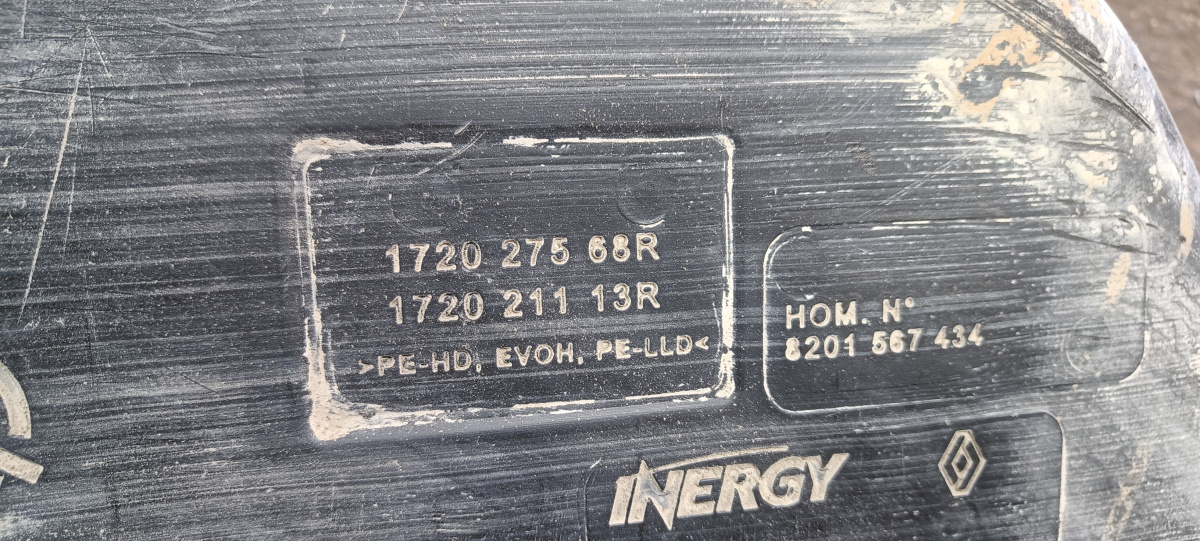 1720 275 68R
1720 211 13R
>PE-HD, EVOH, PE-LLD<
HOM. N°
8201 567 434
INERGY